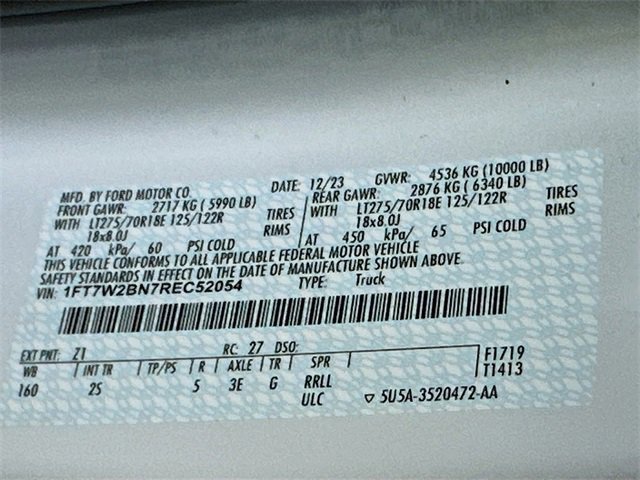 MFD. BY FORD MOTOR CO. DATE: 12/23 GVWR: 4536 KG (10000 LB)
FRONT GAWR: 2717 KG ( 5990 LB) REAR GAWR: 2876 KG ( 6340 LB)
WITH LT275/70R18E 125/122R TIRES WITH LT275/70R18E 125/122R TIRES
18x8.0J RIMS 18x8.0J RIMS
AT 420 kPa/ 60 PSI COLD AT 450 kPa/ 65 PSI COLD
THIS VEHICLE CONFORMS TO ALL APPLICABLE FEDERAL MOTOR VEHICLE
SAFETY STANDARDS IN EFFECT ON THE DATE OF MANUFACTURE SHOWN ABOVE.
VIN: 1FT7W2BN7REC52054 TYPE: Truck
EXT PNT: Z1 RC: 27 DSO: F1719
WB INT TR TP/PS R AXLE TR SPR T1413
160 2S 5 3E G RRLL
ULC 5U5A-3520472-AA